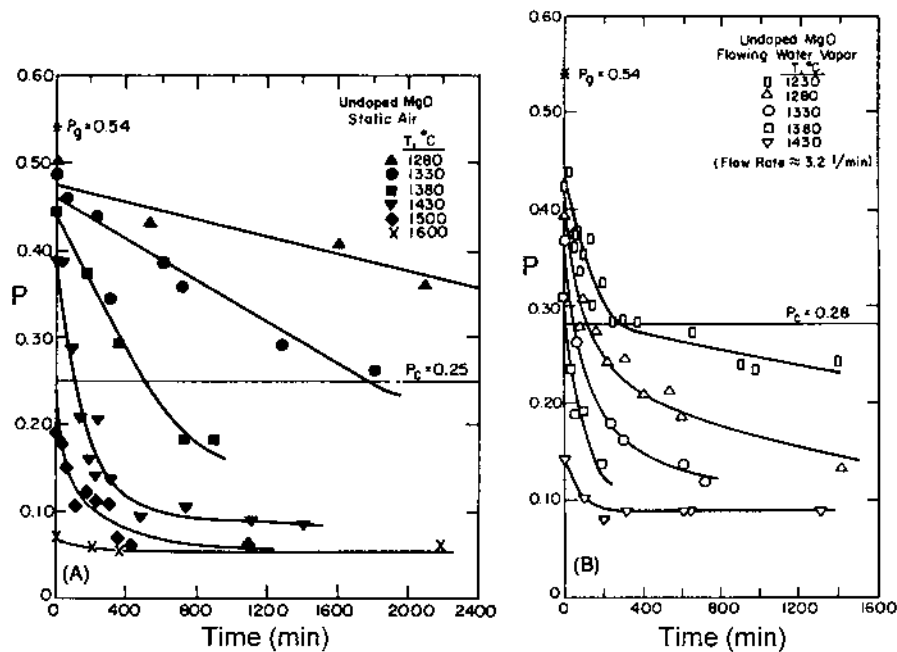 0.60
0.50
0.40
P
0.30
0.20
0.10
0
Pg = 0.54
Undoped MgO
Static Air
T, °C
1280
1330
1380
1430
1500
1600
Pc = 0.25
(A)
0 400 800 1200 1600 2000 2400
Time (min)
0.60
0.50
0.40
P
0.30
0.20
0.10
0
Pg = 0.54
Undoped MgO
Flowing Water Vapor
T, °C
1230
1280
1330
1380
1430
(Flow Rate ≈ 3.2 l/min)
Pc = 0.28
(B)
0 400 800 1200 1600
Time (min)